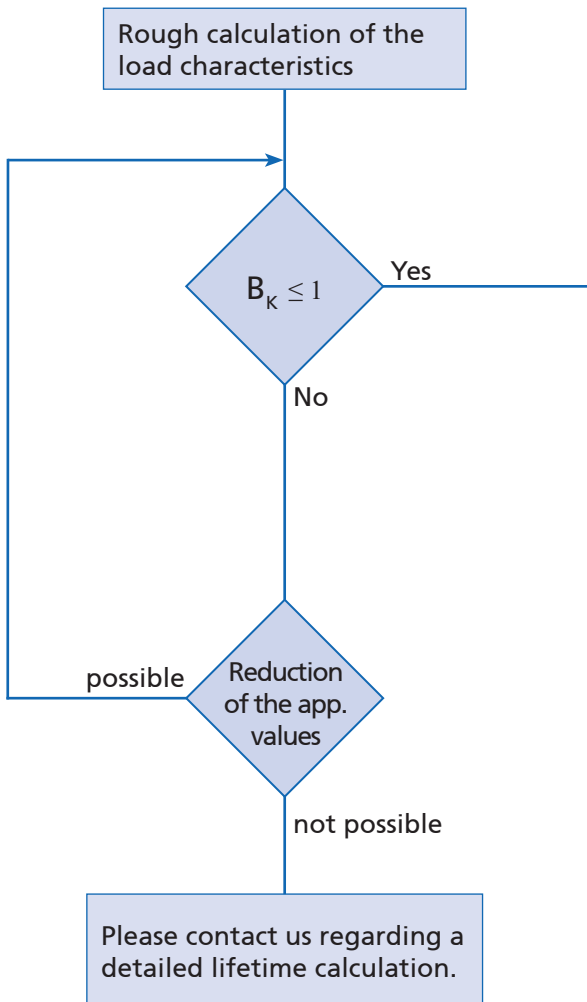 Rough calculation of the
load characteristics
Yes
B_K ≤ 1
No
possible
Reduction
of the app.
values
not possible
Please contact us regarding a
detailed lifetime calculation.